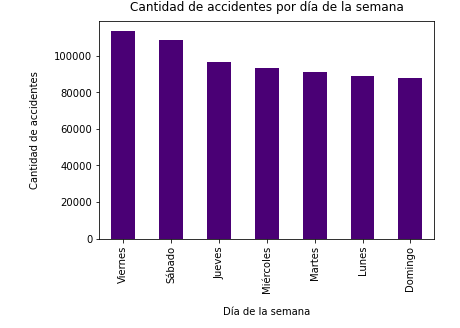 Cantidad de accidentes por día de la semana
Cantidad de accidentes
100000
80000
60000
40000
20000
0
Viernes
Sábado
Jueves
Miércoles
Martes
Lunes
Domingo
Día de la semana